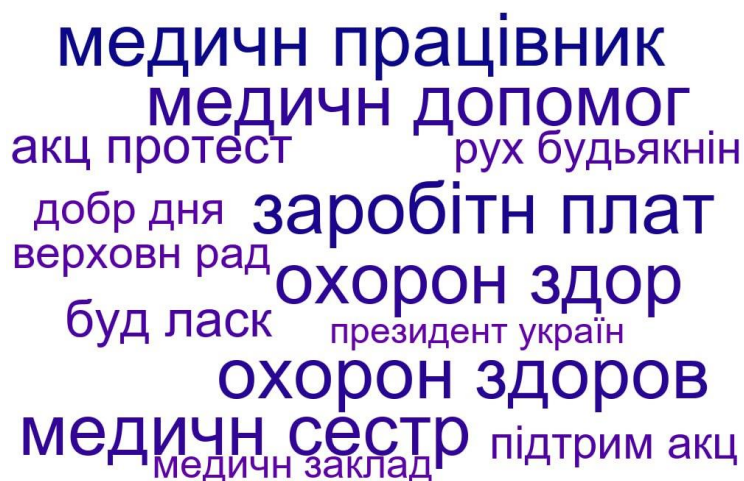 медичн працівник
медичн допомог
акц протест
рух будьякнін
добр дня
заробітн плат
верховн рад
охорон здор
буд ласк
президент україн
охорон здоров
медичн сестр
підтрим акц
медичн заклад